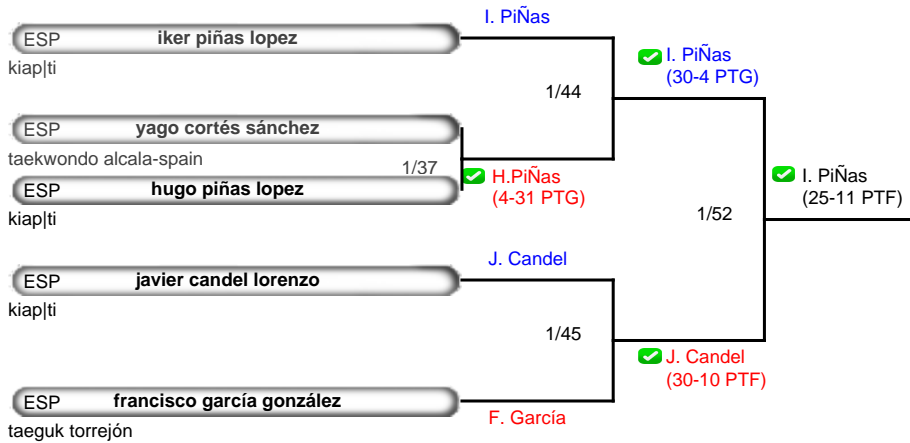 I. PiÑas
ESP iker piñas lopez
kiap|ti
I. PiÑas
(30-4 PTG)
1/44
ESP yago cortés sánchez
taekwondo alcala-spain
1/37
H.PiÑas
(4-31 PTG)
ESP hugo piñas lopez
kiap|ti
I. PiÑas
(25-11 PTF)
1/52
J. Candel
ESP javier candel lorenzo
kiap|ti
1/45
J. Candel
(30-10 PTF)
ESP francisco garcía gonzález
F. García
taeguk torrejón